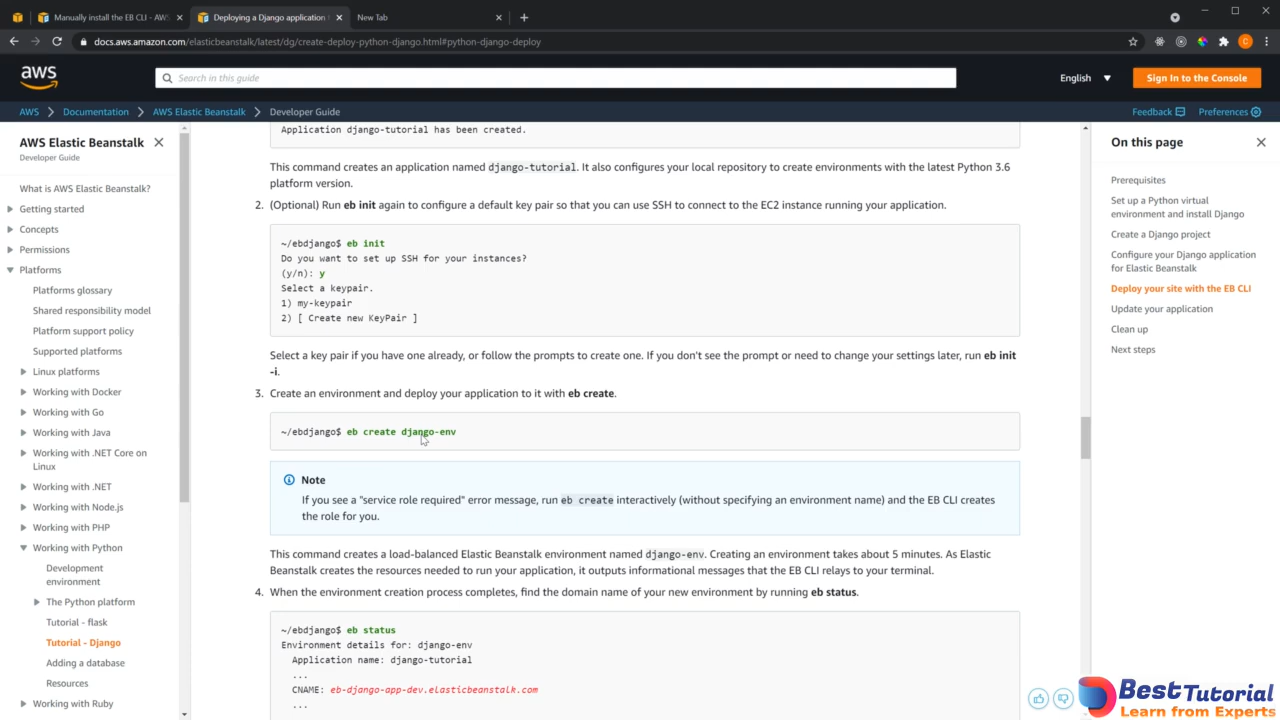 Manually install the EB CLI - AWS
Deploying a Django application
New Tab
docs.aws.amazon.com/elasticbeanstalk/latest/dg/create-deploy-python-django.html#python-django-deploy
C
aws
Search in this guide
English
Sign In to the Console
AWS
Documentation
AWS Elastic Beanstalk
Developer Guide
Feedback
Preferences
AWS Elastic Beanstalk
Developer Guide
What is AWS Elastic Beanstalk?
Getting started
Concepts
Permissions
Platforms
Platforms glossary
Shared responsibility model
Platform support policy
Supported platforms
Linux platforms
Working with Docker
Working with Go
Working with Java
Working with .NET Core on
Linux
Working with .NET
Working with Node.js
Working with PHP
Working with Python
Development
environment
The Python platform
Tutorial - flask
Tutorial - Django
Adding a database
Resources
Working with Ruby
Application django-tutorial has been created.
This command creates an application named django-tutorial. It also configures your local repository to create environments with the latest Python 3.6
platform version.
2. (Optional) Run eb init again to configure a default key pair so that you can use SSH to connect to the EC2 instance running your application.
~/ebdjango$ eb init
Do you want to set up SSH for your instances?
(y/n): y
Select a keypair.
1) my-keypair
2) [ Create new KeyPair ]
Select a key pair if you have one already, or follow the prompts to create one. If you don't see the prompt or need to change your settings later, run eb init
-i.
3. Create an environment and deploy your application to it with eb create.
~/ebdjango$ eb create django-env
Note
If you see a "service role required" error message, run eb create interactively (without specifying an environment name) and the EB CLI creates
the role for you.
This command creates a load-balanced Elastic Beanstalk environment named django-env. Creating an environment takes about 5 minutes. As Elastic
Beanstalk creates the resources needed to run your application, it outputs informational messages that the EB CLI relays to your terminal.
4. When the environment creation process completes, find the domain name of your new environment by running eb status.
~/ebdjango$ eb status
Environment details for: django-env
Application name: django-tutorial
...
CNAME: eb-django-app-dev.elasticbeanstalk.com
...
On this page
Prerequisites
Set up a Python virtual
environment and install Django
Create a Django project
Configure your Django application
for Elastic Beanstalk
Deploy your site with the EB CLI
Update your application
Clean up
Next steps
BestTutorial
Learn from Experts